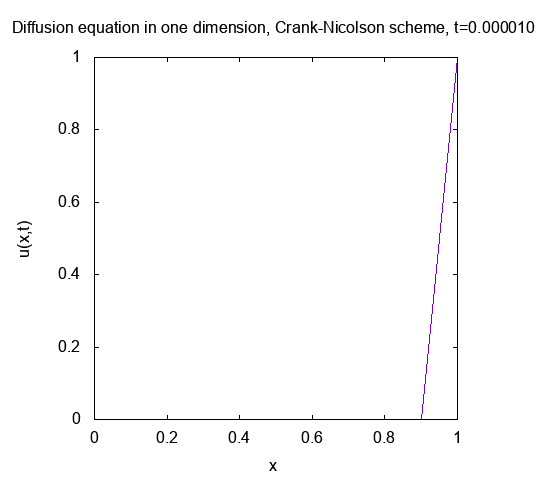 Diffusion equation in one dimension, Crank-Nicolson scheme, t=0.000010
1
0.8
0.6
0.4
0.2
0
u(x,t)
0 0.2 0.4 0.6 0.8 1
x